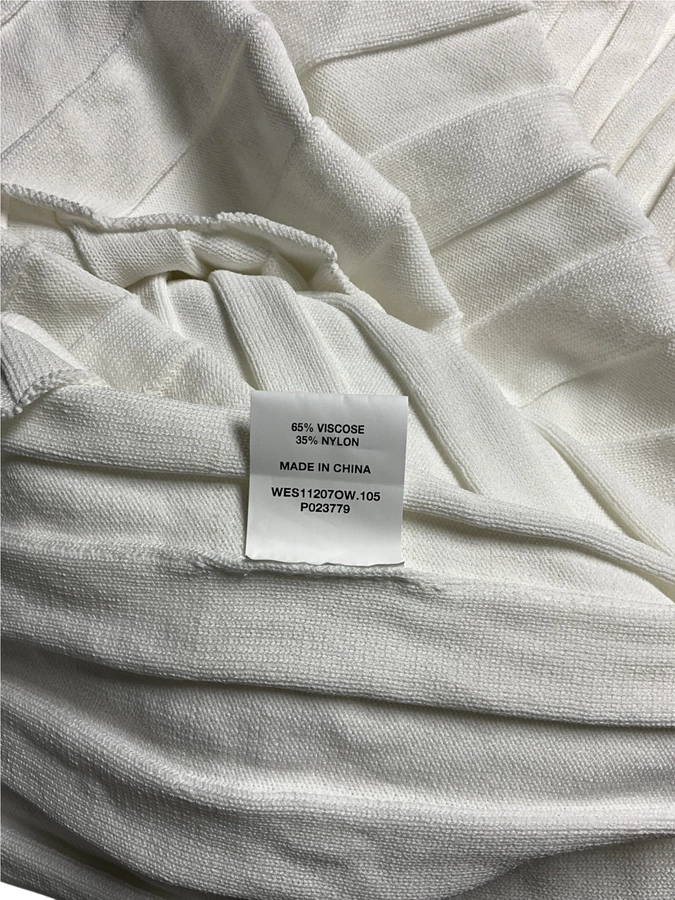 65% VISCOSE
35% NYLON
MADE IN CHINA
WES11207OW.105
P023779